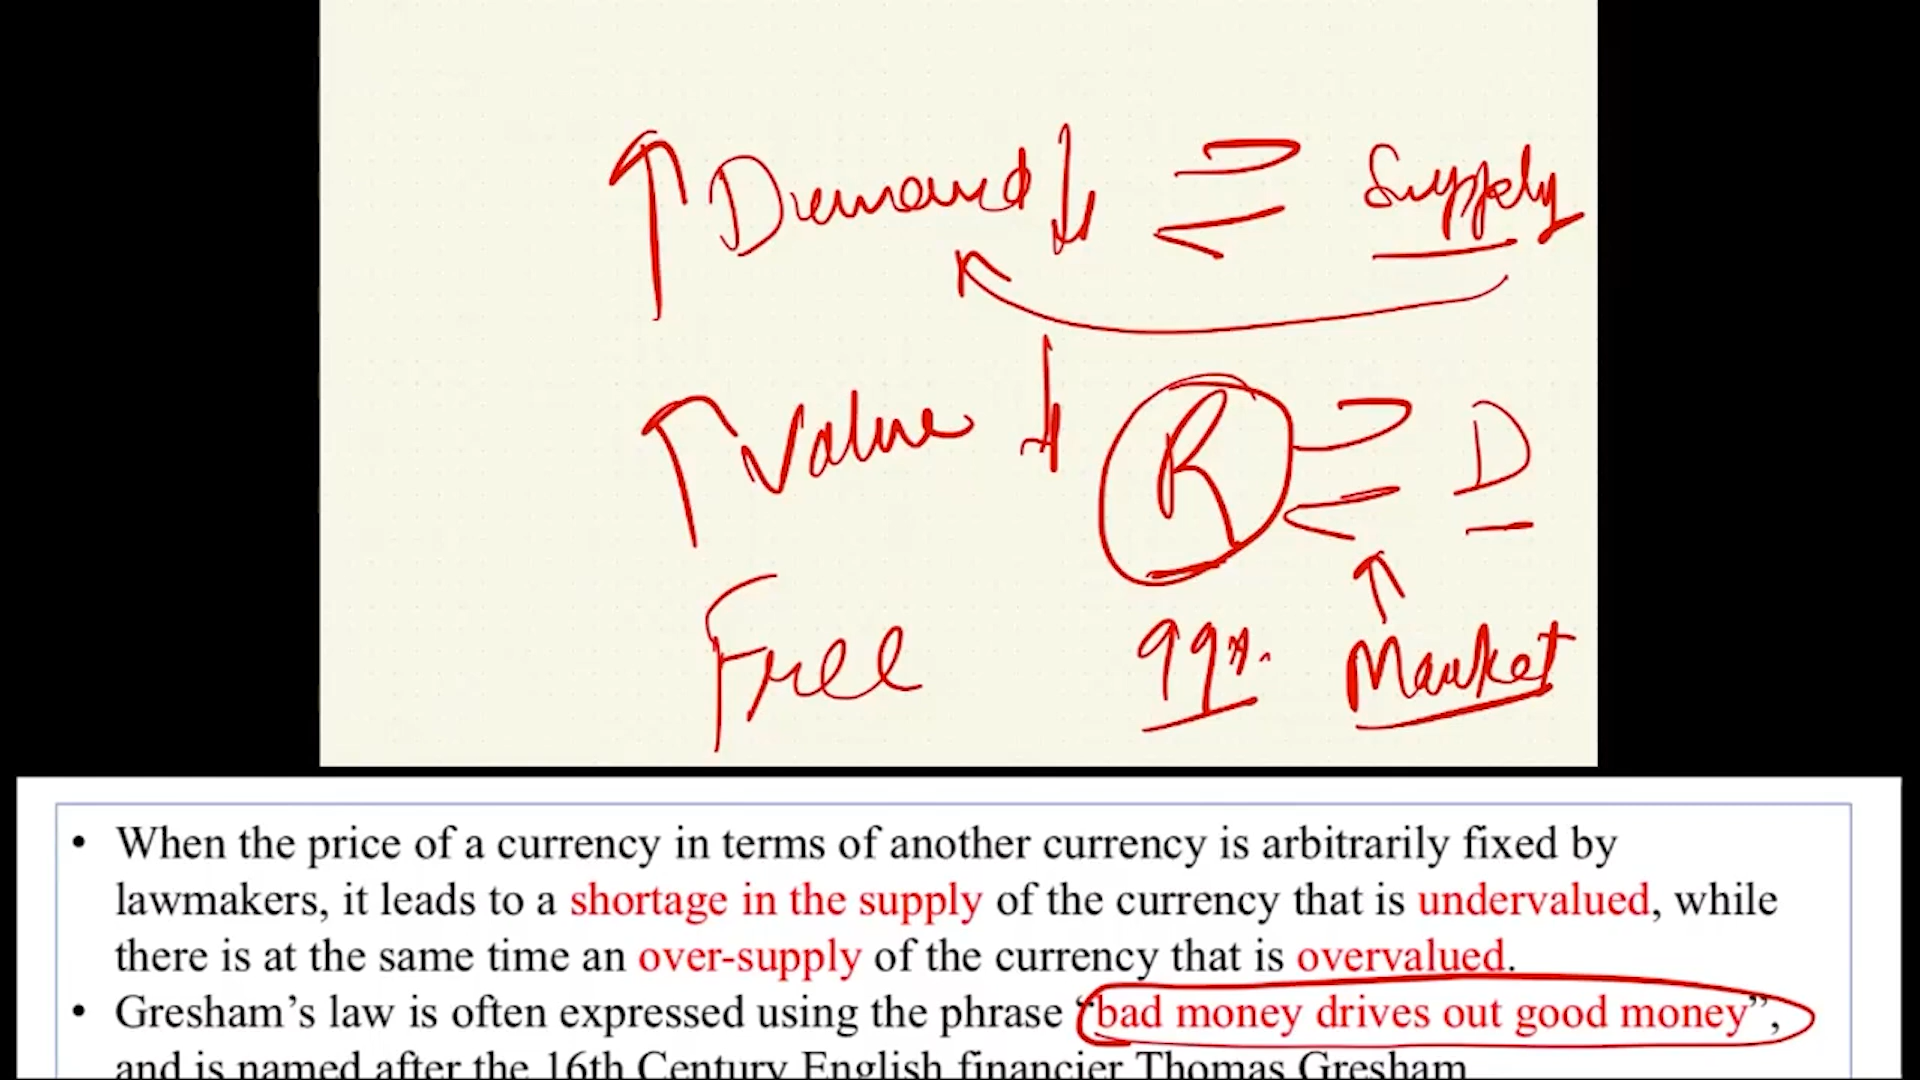 Demand Supply
Value R D
Free 99%. Market
• When the price of a currency in terms of another currency is arbitrarily fixed by
lawmakers, it leads to a shortage in the supply of the currency that is undervalued, while
there is at the same time an over-supply of the currency that is overvalued.
• Gresham’s law is often expressed using the phrase “bad money drives out good money”,
and is named after the 16th Century English financier Thomas Gresham